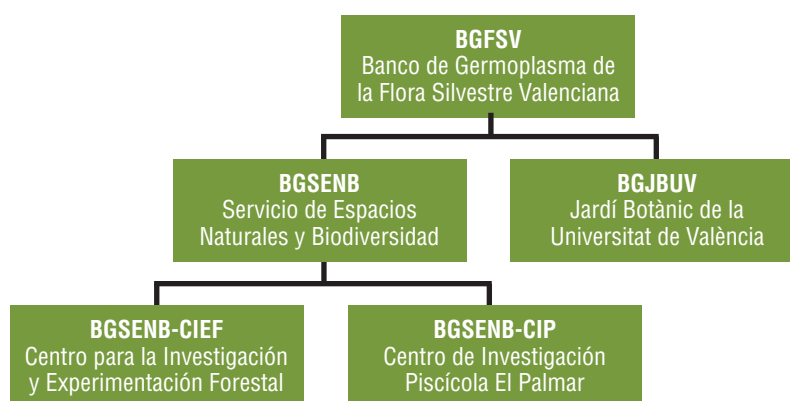 BGFSV
Banco de Germoplasma de
la Flora Silvestre Valenciana
BGSENB
Servicio de Espacios
Naturales y Biodiversidad
BGJBUV
Jardí Botànic de la
Universitat de València
BGSENB-CIEF
Centro para la Investigación
y Experimentación Forestal
BGSENB-CIP
Centro de Investigación
Piscícola El Palmar